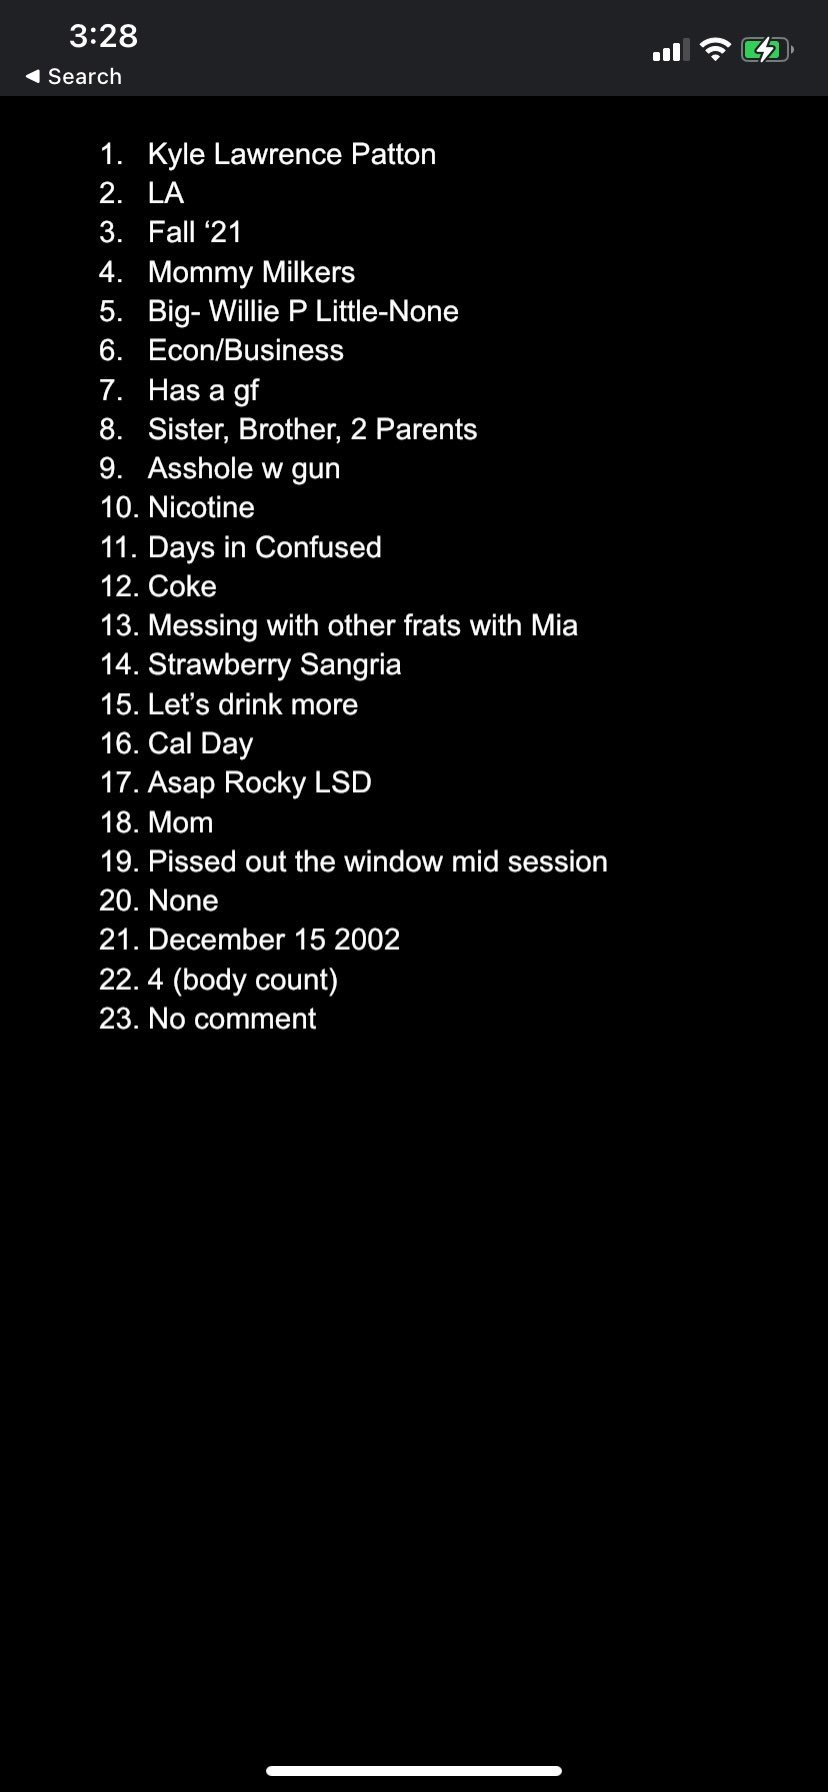 3:28
◀ Search
1. Kyle Lawrence Patton
2. LA
3. Fall ‘21
4. Mommy Milkers
5. Big- Willie P Little-None
6. Econ/Business
7. Has a gf
8. Sister, Brother, 2 Parents
9. Asshole w gun
10. Nicotine
11. Days in Confused
12. Coke
13. Messing with other frats with Mia
14. Strawberry Sangria
15. Let’s drink more
16. Cal Day
17. Asap Rocky LSD
18. Mom
19. Pissed out the window mid session
20. None
21. December 15 2002
22. 4 (body count)
23. No comment